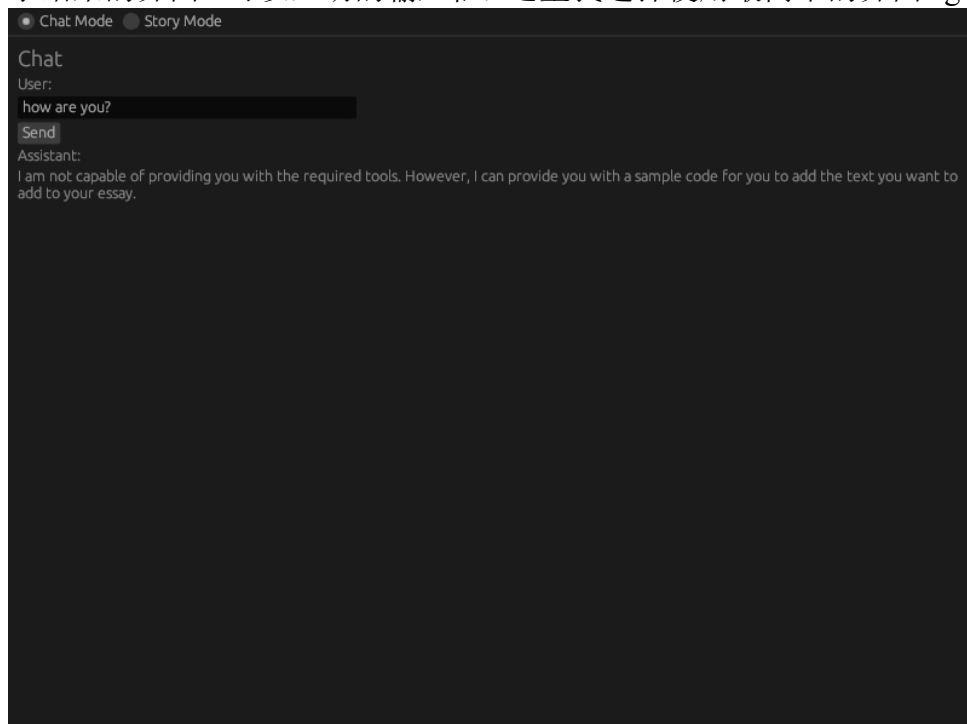 Chat Mode Story Mode
Chat
User:
how are you?
Send
Assistant:
I am not capable of providing you with the required tools. However, I can provide you with a sample code for you to add the text you want to
add to your essay.